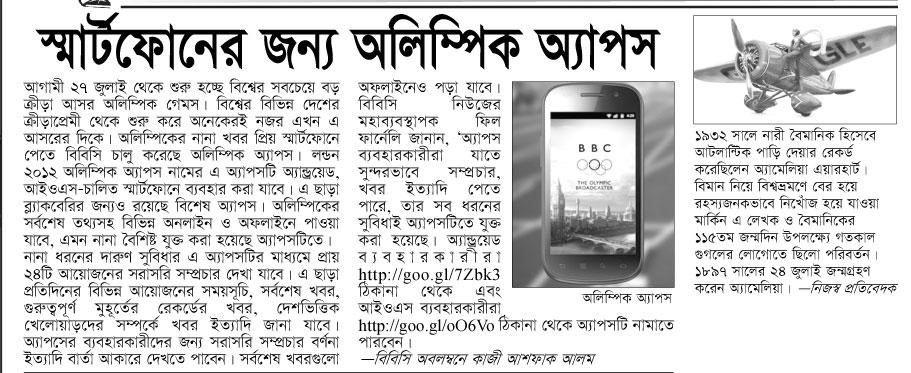 স্মার্টফোনের জন্য অলিম্পিক অ্যাপস
আগামী ২৭ জুলাই থেকে শুরু হচ্ছে বিশ্বের সবচেয়ে বড়
ক্রীড়া আসর অলিম্পিক গেমস। বিশ্বের বিভিন্ন দেশের
ক্রীড়াপ্রেমী থেকে শুরু করে অনেকেরই নজর এখন এ
আসরের দিকে। অলিম্পিকের নানা খবর প্রিয় স্মার্টফোনে
পেতে বিবিসি চালু করেছে অলিম্পিক অ্যাপস। লন্ডন
২০১২ অলিম্পিক অ্যাপস নামের এ অ্যাপসটি অ্যান্ড্রয়েড,
আইওএস-চালিত স্মার্টফোনে ব্যবহার করা যাবে। এ ছাড়া
ব্ল্যাকবেরির জন্যও রয়েছে বিশেষ অ্যাপস। অলিম্পিকের
সর্বশেষ তথ্যসহ বিভিন্ন অনলাইন ও অফলাইনে পাওয়া
যাবে, এমন নানা বৈশিষ্ট যুক্ত করা হয়েছে অ্যাপসটিতে।
নানা ধরনের দারুণ সুবিধার এ অ্যাপসটির মাধ্যমে প্রায়
২৪টি আয়োজনের সরাসরি সম্প্রচার দেখা যাবে। এ ছাড়া
প্রতিদিনের বিভিন্ন আয়োজনের সময়সূচি, সর্বশেষ খবর,
গুরুত্বপূর্ণ মুহূর্তের রেকর্ডের খবর, দেশভিত্তিক
খেলোয়াড়দের সম্পর্কে খবর ইত্যাদি জানা যাবে।
অ্যাপসের ব্যবহারকারীদের জন্য সরাসরি সম্প্রচার বর্ণনা
ইত্যাদি বার্তা আকারে দেখতে পাবেন। সর্বশেষ খবরগুলো
অফলাইনেও পড়া যাবে।
বিবিসি নিউজের
মহাব্যবস্থাপক ফিল
ফার্নেলি জানান, ‘অ্যাপস
ব্যবহারকারীরা যাতে
সুন্দরভাবে সম্প্রচার,
খবর ইত্যাদি পেতে
পারে, তার সব ধরনের
সুবিধাই অ্যাপসটিতে যুক্ত
করা হয়েছে। অ্যান্ড্রয়েড
ব্যবহারকারীরা
http://goo.gl/7Zbk3
ঠিকানা থেকে এবং
আইওএস ব্যবহারকারীরা
http://goo.gl/oO6Vo ঠিকানা থেকে অ্যাপসটি নামাতে
পারবেন।
—বিবিসি অবলম্বনে কাজী আশফাক আলম
BBC
THE OLYMPIC
BROADCASTER
অলিম্পিক অ্যাপস
GLE
১৯৩২ সালে নারী বৈমানিক হিসেবে
আটলান্টিক পাড়ি দেয়ার রেকর্ড
করেছিলেন অ্যামেলিয়া এয়ারহার্ট।
বিমান নিয়ে বিশ্বভ্রমণে বের হয়ে
রহস্যজনকভাবে নিখোঁজ হয়ে যাওয়া
মার্কিন এ লেখক ও বৈমানিকের
১১৫তম জন্মদিন উপলক্ষ্যে গতকাল
গুগলের লোগোতে ছিলো পরিবর্তন।
১৮৯৭ সালের ২৪ জুলাই জন্মগ্রহণ
করেন অ্যামেলিয়া। —নিজস্ব প্রতিবেদক